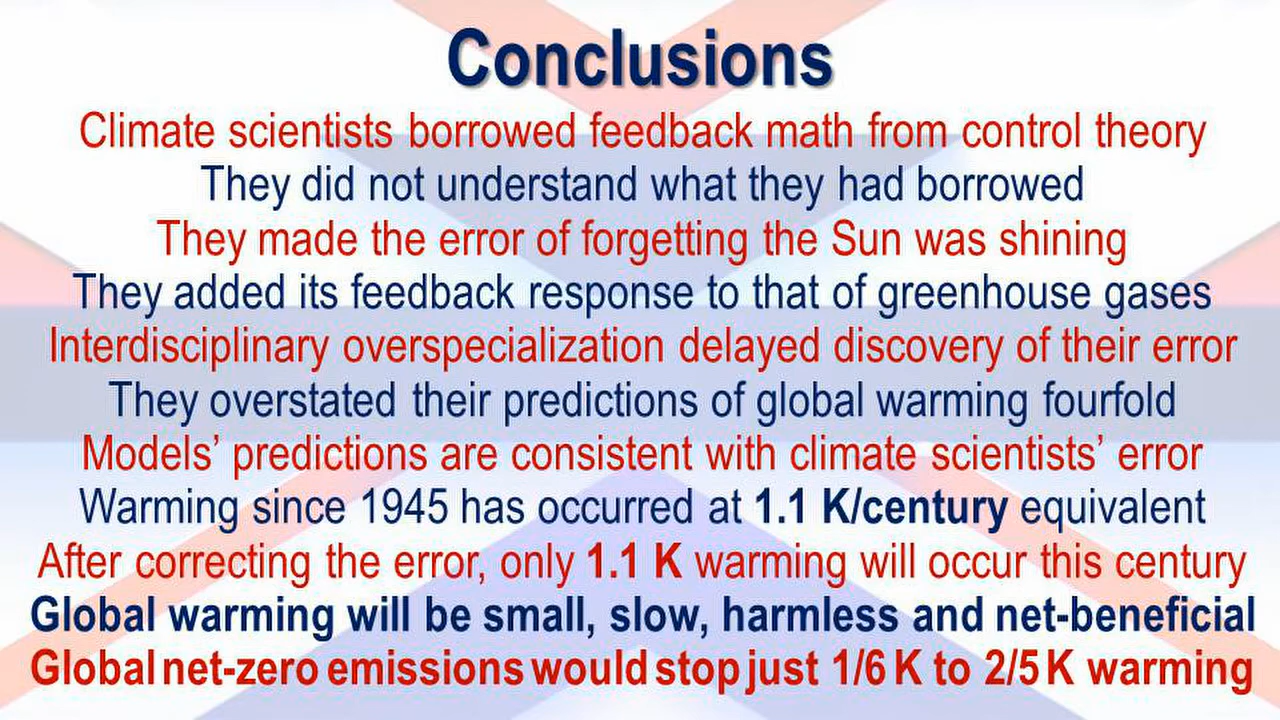 Conclusions
Climate scientists borrowed feedback math from control theory
They did not understand what they had borrowed
They made the error of forgetting the Sun was shining
They added its feedback response to that of greenhouse gases
Interdisciplinary overspecialization delayed discovery of their error
They overstated their predictions of global warming fourfold
Models’ predictions are consistent with climate scientists’ error
Warming since 1945 has occurred at 1.1 K/century equivalent
After correcting the error, only 1.1 K warming will occur this century
Global warming will be small, slow, harmless and net-beneficial
Global net-zero emissions would stop just 1/6 K to 2/5 K warming